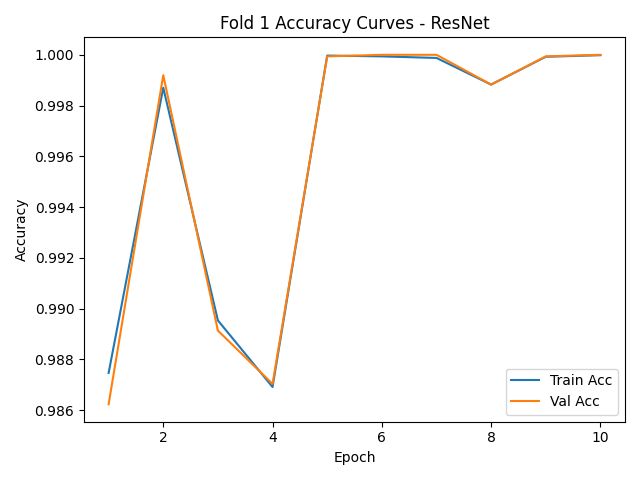 Fold 1 Accuracy Curves - ResNet
1.000
0.998
0.996
0.994
0.992
0.990
0.988
0.986
Accuracy
2
4
6
8
10
Epoch
Train Acc
Val Acc